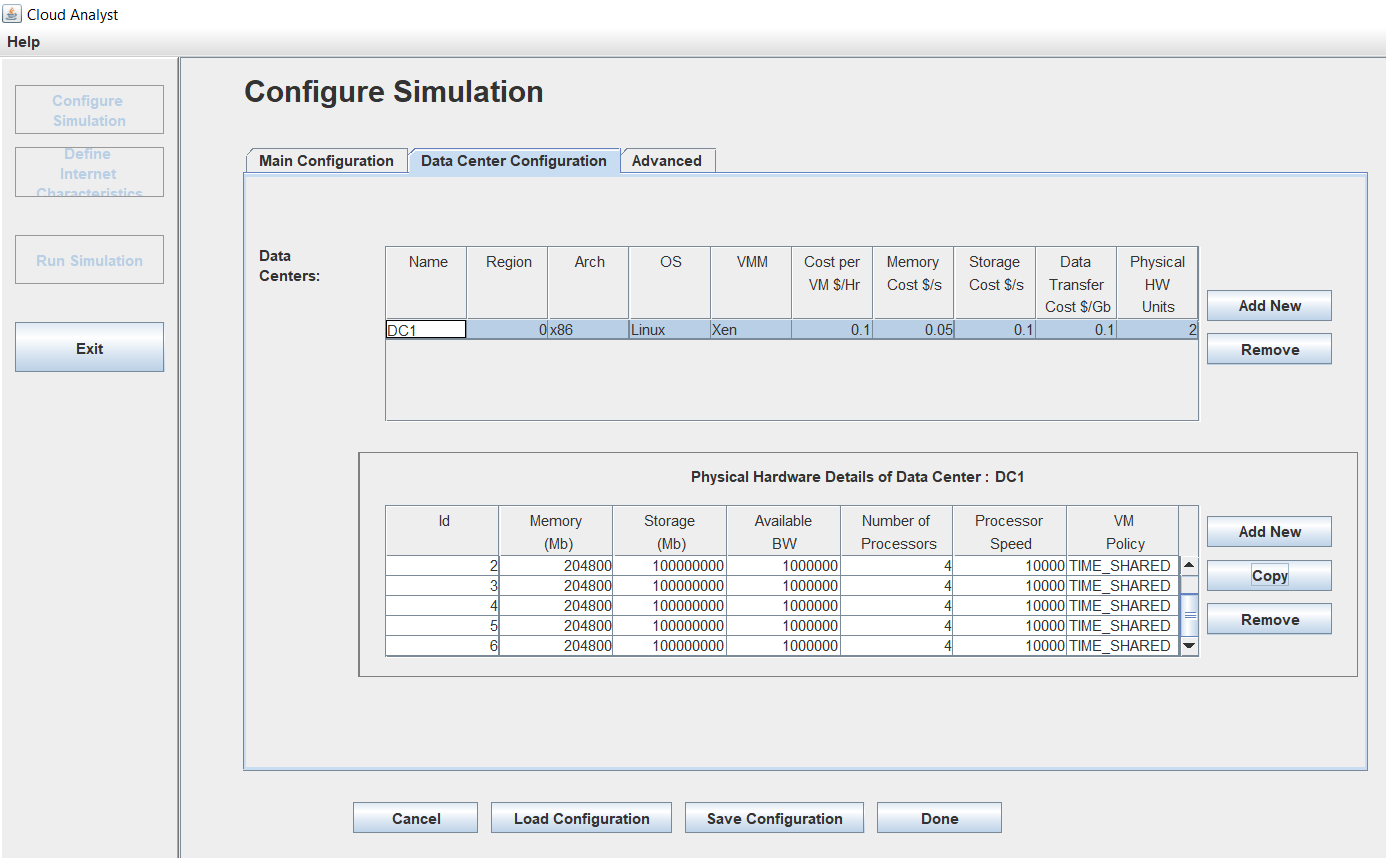 Cloud Analyst
Help
Configure
Simulation
Define
Internet
Characteristics
Run Simulation
Exit
Configure Simulation
Main Configuration Data Center Configuration Advanced
Data
Centers:
Name Region Arch OS VMM Cost per VM $/Hr Memory Cost $/s Storage Cost $/s Data Transfer Cost $/Gb Physical HW Units
DC1 0 x86 Linux Xen 0.1 0.05 0.1 0.1 2
Add New
Remove
Physical Hardware Details of Data Center : DC1
Id Memory (Mb) Storage (Mb) Available BW Number of Processors Processor Speed VM Policy
2 204800 100000000 1000000 4 10000 TIME_SHARED
3 204800 100000000 1000000 4 10000 TIME_SHARED
4 204800 100000000 1000000 4 10000 TIME_SHARED
5 204800 100000000 1000000 4 10000 TIME_SHARED
6 204800 100000000 1000000 4 10000 TIME_SHARED
Add New
Copy
Remove
Cancel Load Configuration Save Configuration Done